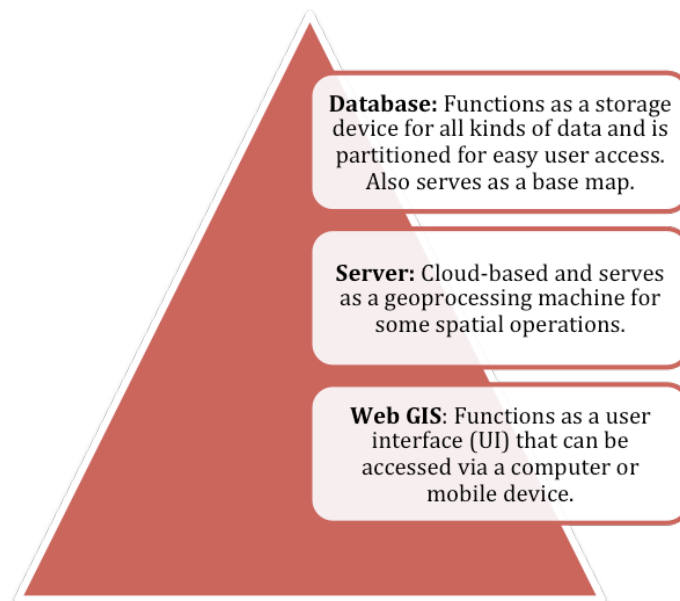 Database: Functions as a storage
device for all kinds of data and is
partitioned for easy user access.
Also serves as a base map.
Server: Cloud-based and serves
as a geoprocessing machine for
some spatial operations.
Web GIS: Functions as a user
interface (UI) that can be
accessed via a computer or
mobile device.